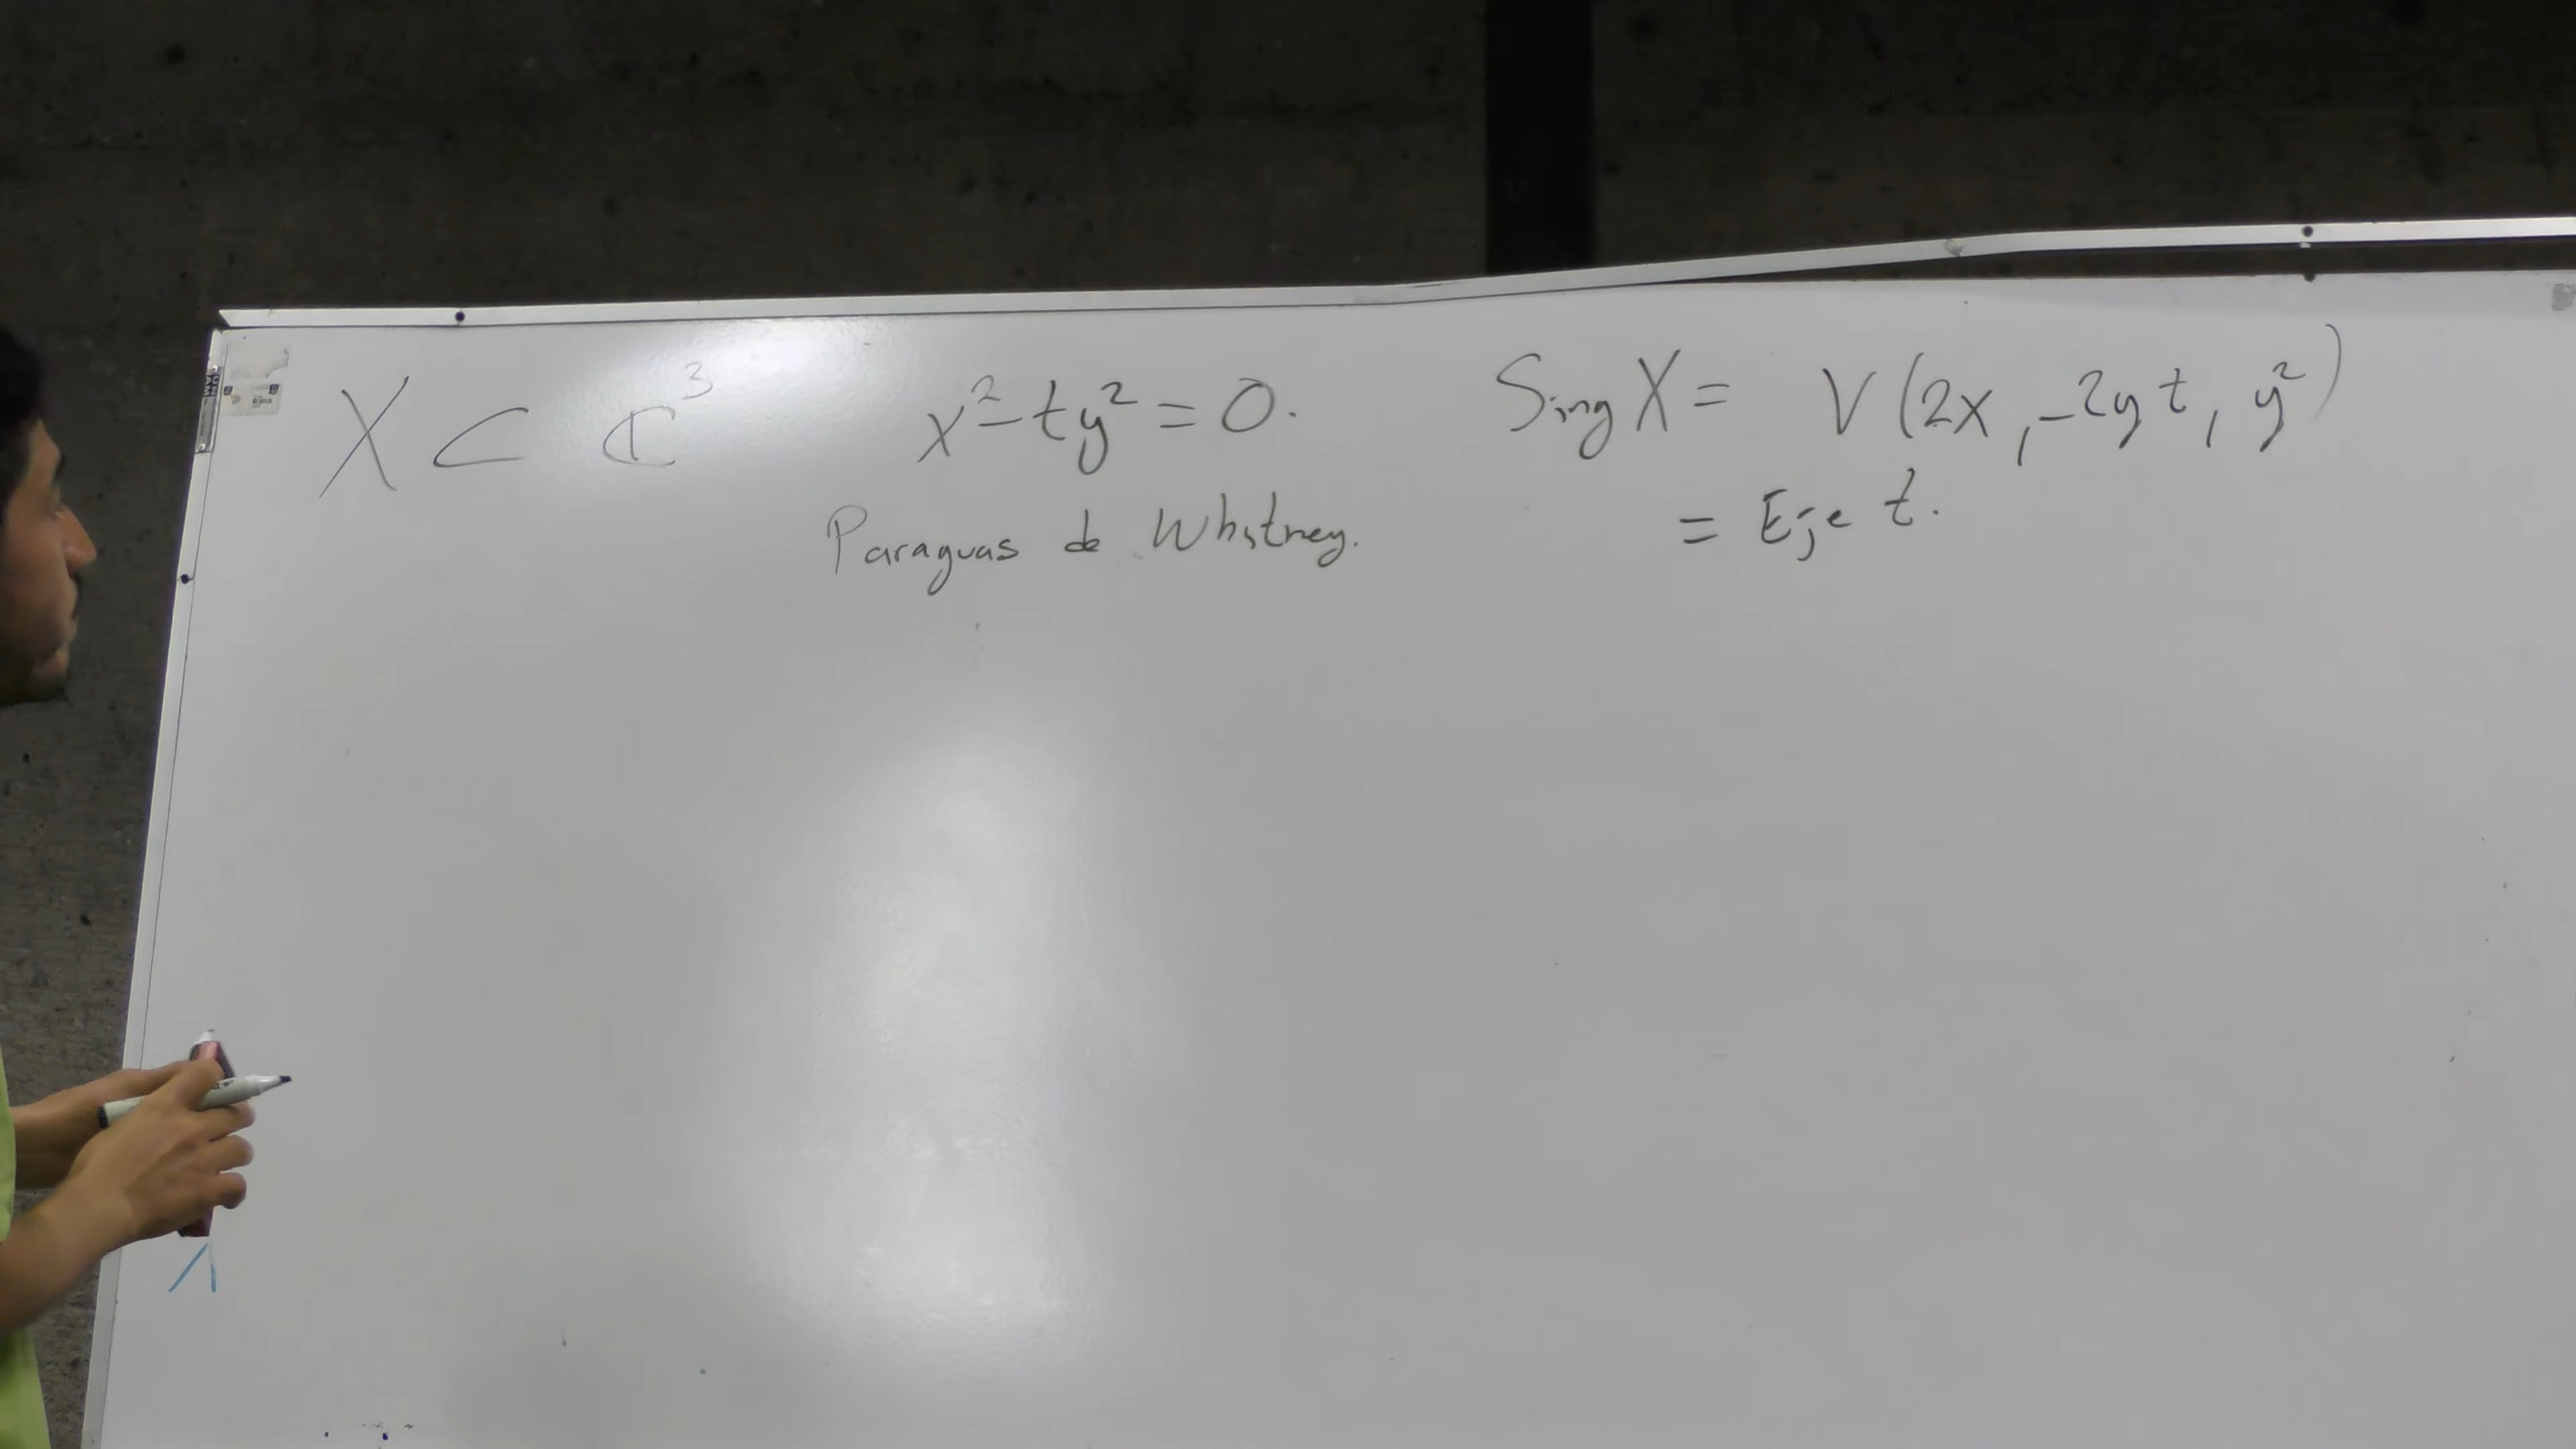 X ⊂ ℂ³ x² - ty² = 0. Sing X = V(2x, -2yt, y²)
Paraguas de Whitney. = Eje t.